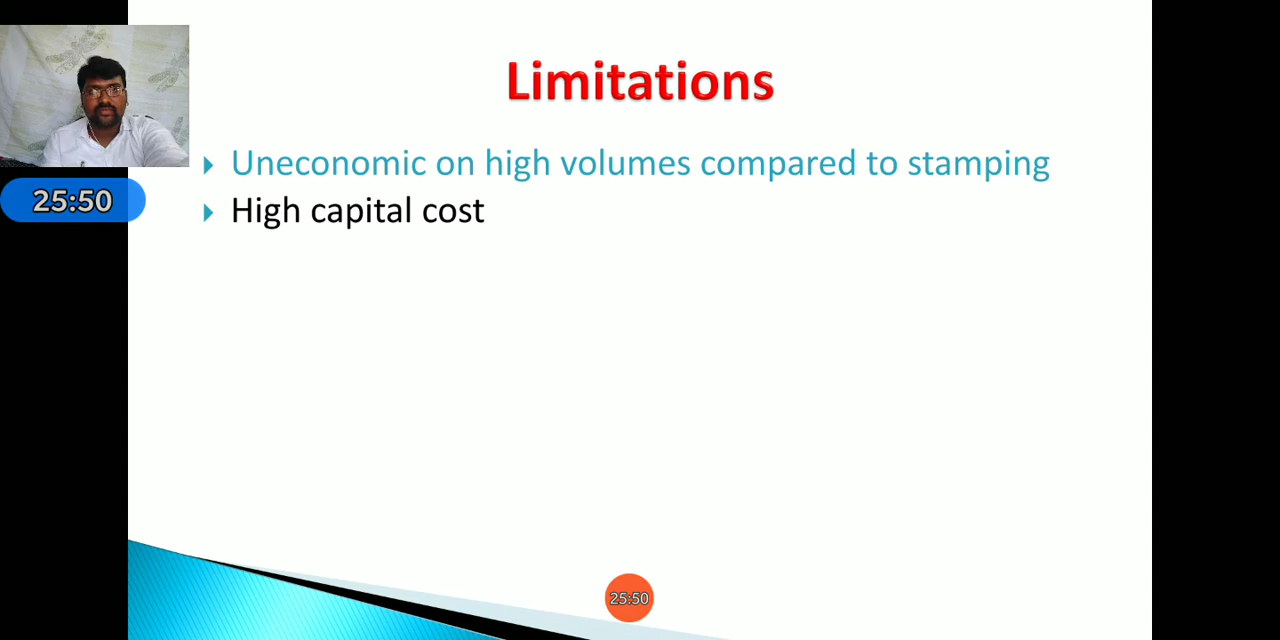 Limitations
Uneconomic on high volumes compared to stamping
25:50
High capital cost
25:50